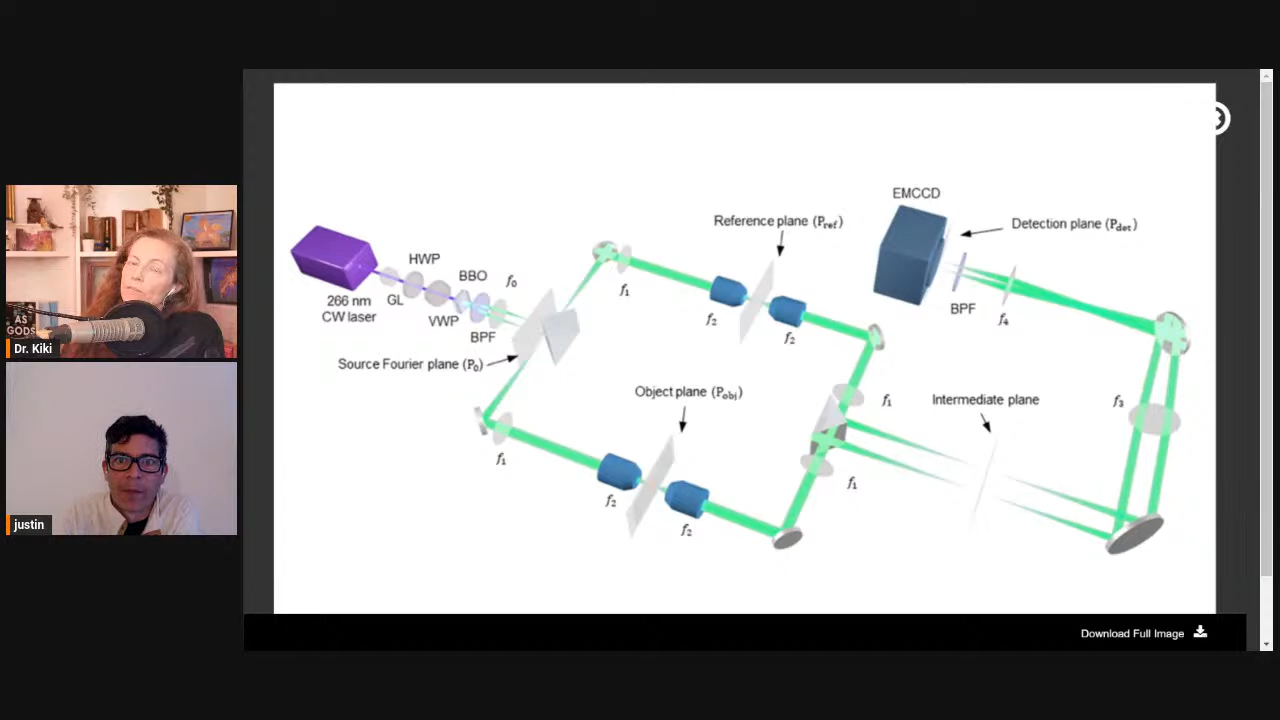 EMCCD
Reference plane (Pref)
Detection plane (Pdet)
HWP
BBO
f0
GL
266 nm
CW laser
VWP
BPF
f1
f2
f2
BPF
f4
Source Fourier plane (P0)
Object plane (Pobj)
f1
Intermediate plane
f3
f1
f1
f2
f2
AS
GODS
Dr. Kiki
justin
Download Full Image